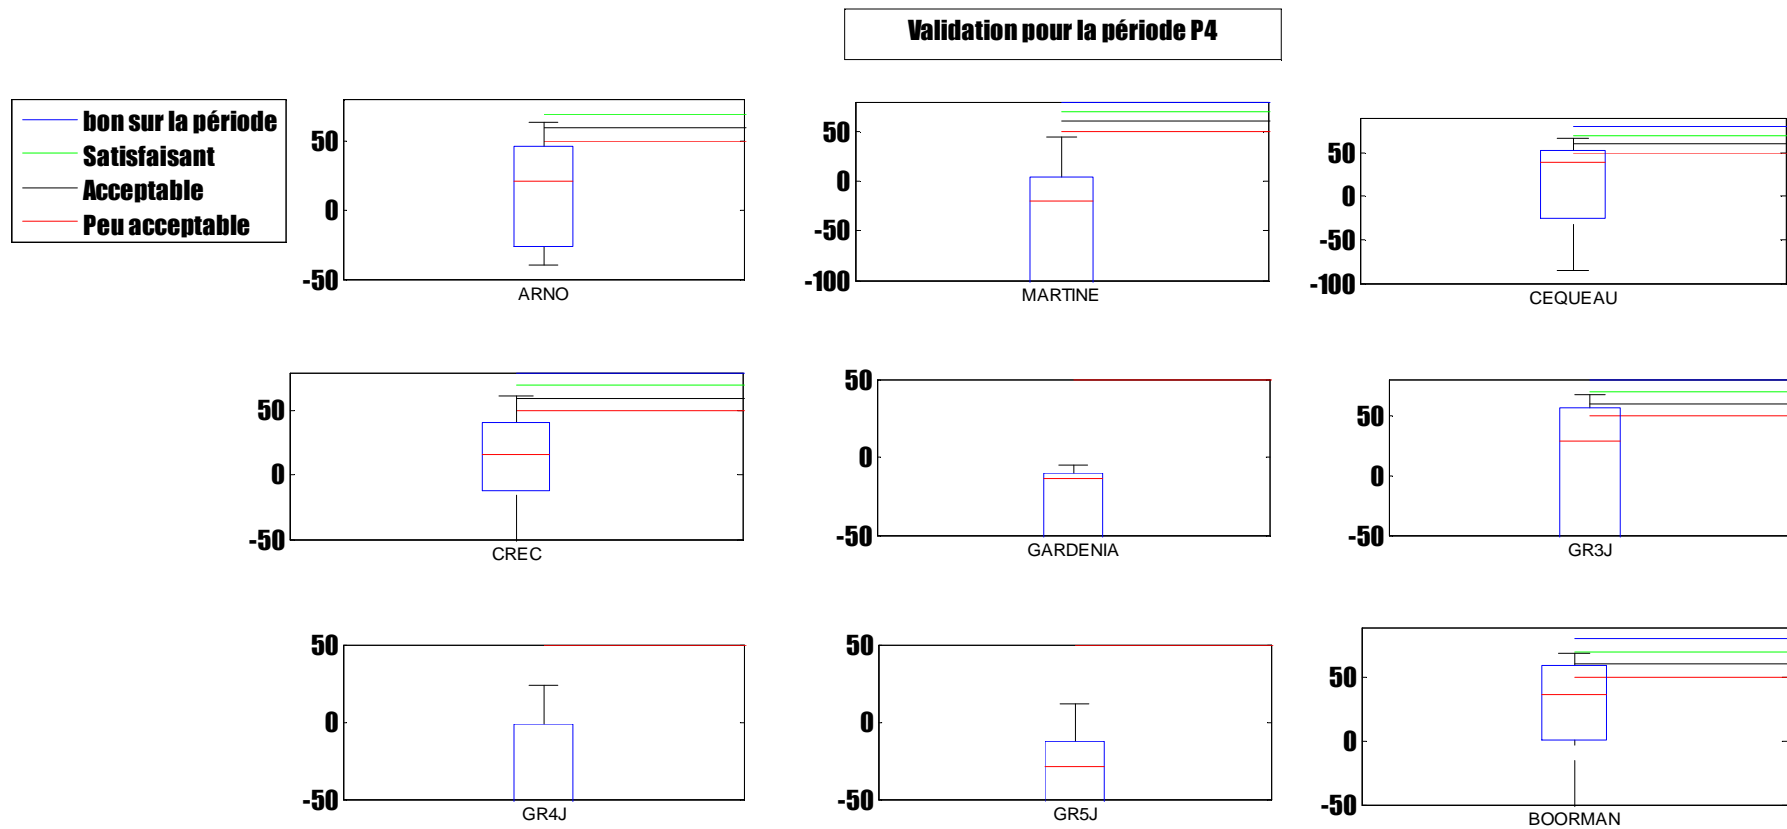 Validation pour la période P4
bon sur la période
Satisfaisant
Acceptable
Peu acceptable
50
0
-50
ARNO
50
0
-50
-100
MARTINE
50
0
-50
-100
CEQUEAU
50
0
-50
CREC
50
0
-50
GARDENIA
50
0
-50
GR3J
50
0
-50
GR4J
50
0
-50
GR5J
50
0
-50
BOORMAN